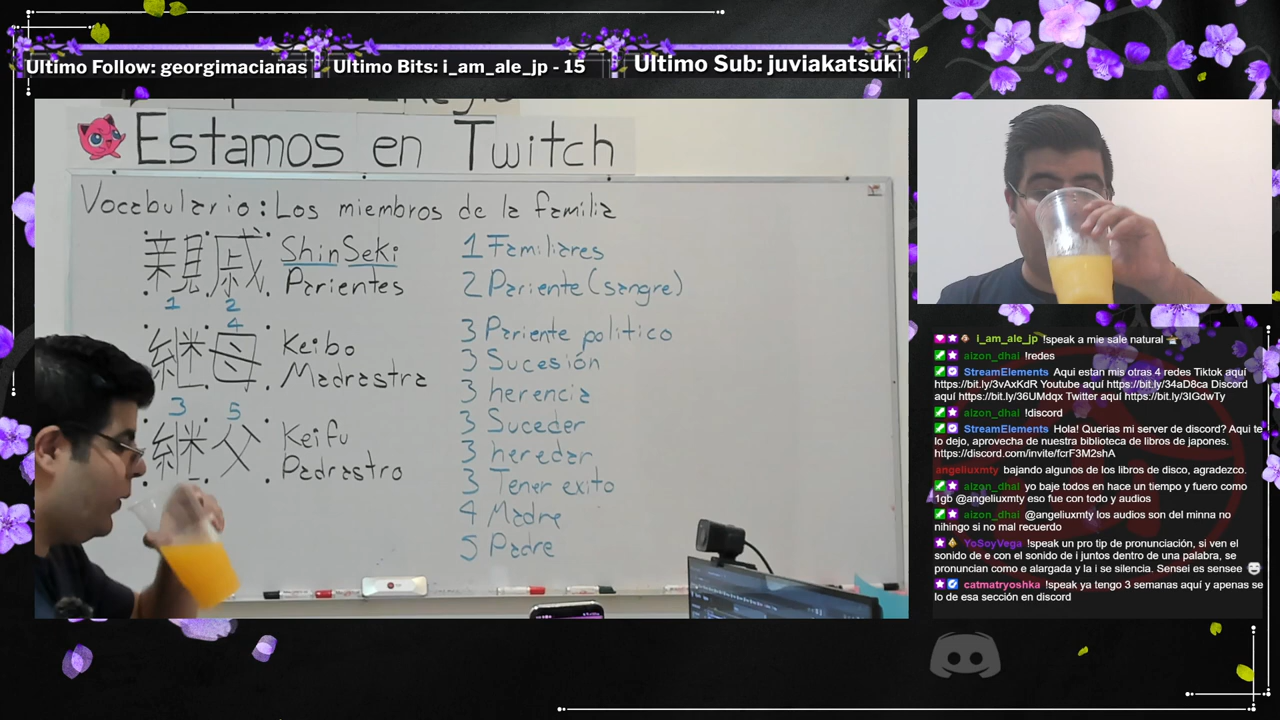 Ultimo Follow: georgimacianas
Ultimo Bits: i_am_ale_jp - 15
Ultimo Sub: juviakatsuki
Estamos en Twitch
Vocabulario: Los miembros de la familia
親戚 ShinSeki
Parientes
1 2
継母 Keibo
Madrastra
4
3 5
継父 Keifu
Padrastro
1 Familiares
2 Pariente (sangre)
3 Pariente politico
3 Sucesión
3 herencia
3 Suceder
3 heredar
3 Tener exito
4 Madre
5 Padre
i_am_ale_jp !speak a mie sale natural
aizon_dhai !redes
StreamElements Aqui estan mis otras 4 redes Tiktok aquí
https://bit.ly/3vAxKdR Youtube aquí https://bit.ly/34aD8ca Discord
aquí https://bit.ly/36UMdqx Twitter aquí https://bit.ly/3IGdwTy
aizon_dhai !discord
StreamElements Hola! Querias mi server de discord? Aqui te
lo dejo, aprovecha de nuestra biblioteca de libros de japones.
https://discord.com/invite/fcrF3M2shA
angeliuxmty bajando algunos de los libros de disco, agradezco.
aizon_dhai yo baje todos en hace un tiempo y fuero como
1gb @angeliuxmty eso fue con todo y audios
aizon_dhai @angeliuxmty los audios son del minna no
nihingo si no mal recuerdo
YoSoyVega !speak un pro tip de pronunciación, si ven el
sonido de e con el sonido de i juntos dentro de una palabra, se
pronuncian como e alargada y la i se silencia. Sensei es sensee
catmatryoshka !speak ya tengo 3 semanas aquí y apenas se
lo de esa sección en discord